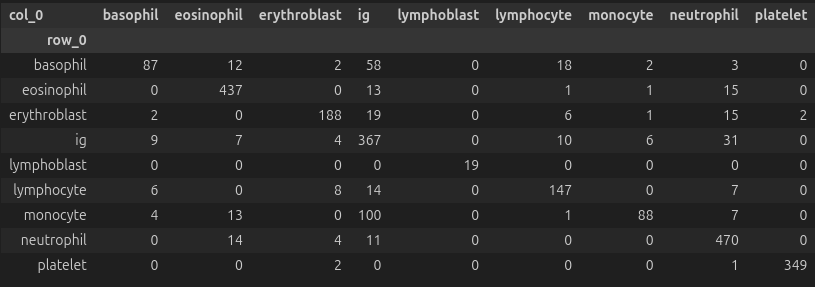 col_0 basophil eosinophil erythroblast ig lymphoblast lymphocyte monocyte neutrophil platelet
row_0
basophil 87 12 2 58 0 18 2 3 0
eosinophil 0 437 0 13 0 1 1 15 0
erythroblast 2 0 188 19 0 6 1 15 2
ig 9 7 4 367 0 10 6 31 0
lymphoblast 0 0 0 0 19 0 0 0 0
lymphocyte 6 0 8 14 0 147 0 7 0
monocyte 4 13 0 100 0 1 88 7 0
neutrophil 0 14 4 11 0 0 0 470 0
platelet 0 0 2 0 0 0 0 1 349